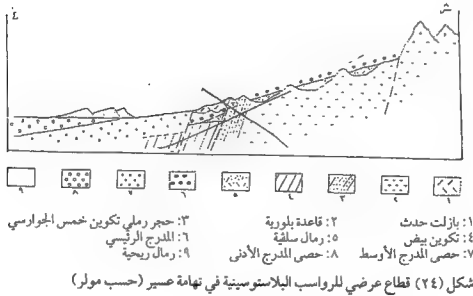 غ
ش
٩ ٨ ٧ ٦ ٥ ٤ ٣ ٢ ١
١: بازلت حدث ٢: قاعدة بلورية ٣: حجر رملي تكوين خمس الجوارسي
٤: تكوين بيض ٥: رمال سلفية ٦: المدرج الرئيسي
٧: حصى المدرج الأوسط ٨: حصى المدرج الأدنى ٩: رمال ريحية
شكل (٢٤) قطاع عرضي للرواسب البلاستوسينية في تهامة عسير (حسب مولر)